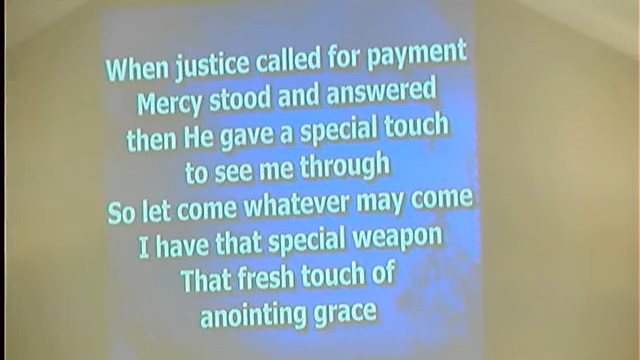 When justice called for payment
Mercy stood and answered
then He gave a special touch
to see me through
So let come whatever may come
I have that special weapon
That fresh touch of
anointing grace